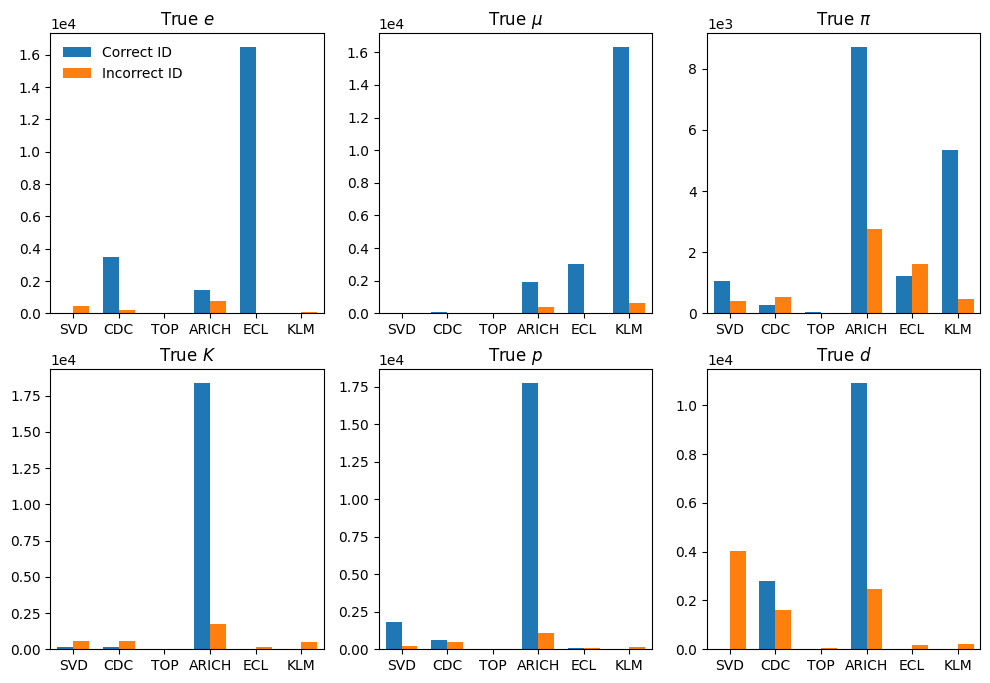 True e
1e4
Correct ID
Incorrect ID
1.6
1.4
1.2
1.0
0.8
0.6
0.4
0.2
0.0
SVD CDC TOP ARICH ECL KLM
True μ
1e4
1.6
1.4
1.2
1.0
0.8
0.6
0.4
0.2
0.0
SVD CDC TOP ARICH ECL KLM
True π
1e3
8
6
4
2
0
SVD CDC TOP ARICH ECL KLM
True K
1e4
1.75
1.50
1.25
1.00
0.75
0.50
0.25
0.00
SVD CDC TOP ARICH ECL KLM
True p
1e4
1.75
1.50
1.25
1.00
0.75
0.50
0.25
0.00
SVD CDC TOP ARICH ECL KLM
True d
1e4
1.0
0.8
0.6
0.4
0.2
0.0
SVD CDC TOP ARICH ECL KLM